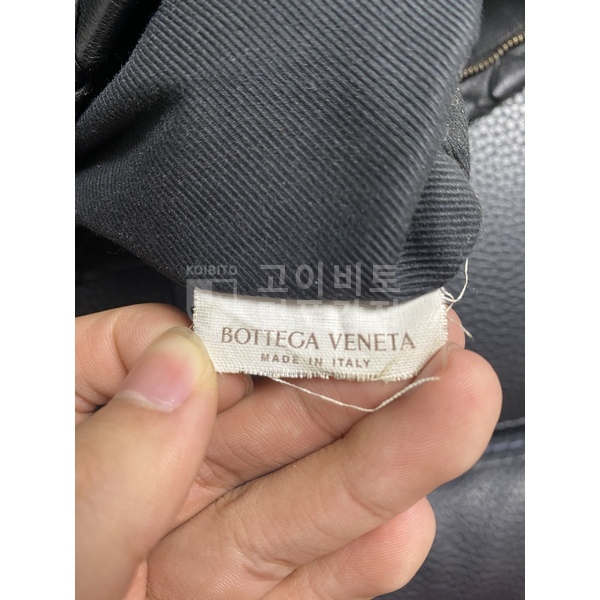 KOIBITO 고이비토
BOTTEGA VENETA
MADE IN ITALY